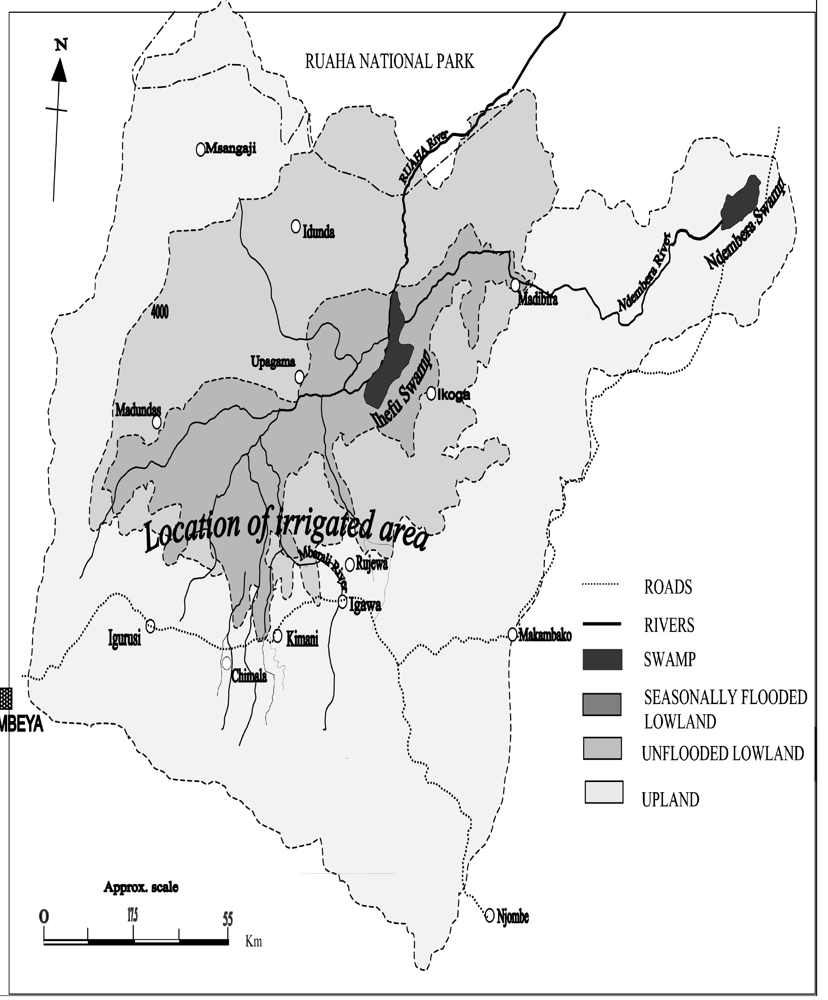 N
RUAHA NATIONAL PARK
Msangaji
RUAHA River
Idunda
Ndembera Swamp
Ndembera River
Madibira
4000
Upagama
Ihefu Swamp
Ikoga
Madundas
Location of irrigated area
Mbarali River
Rujewa
Igawa
Igurusi
Kimani
Makambako
Chimala
MBEYA
ROADS
RIVERS
SWAMP
SEASONALLY FLOODED
LOWLAND
UNFLOODED LOWLAND
UPLAND
Approx. scale
0 17.5 55
Km
Njombe